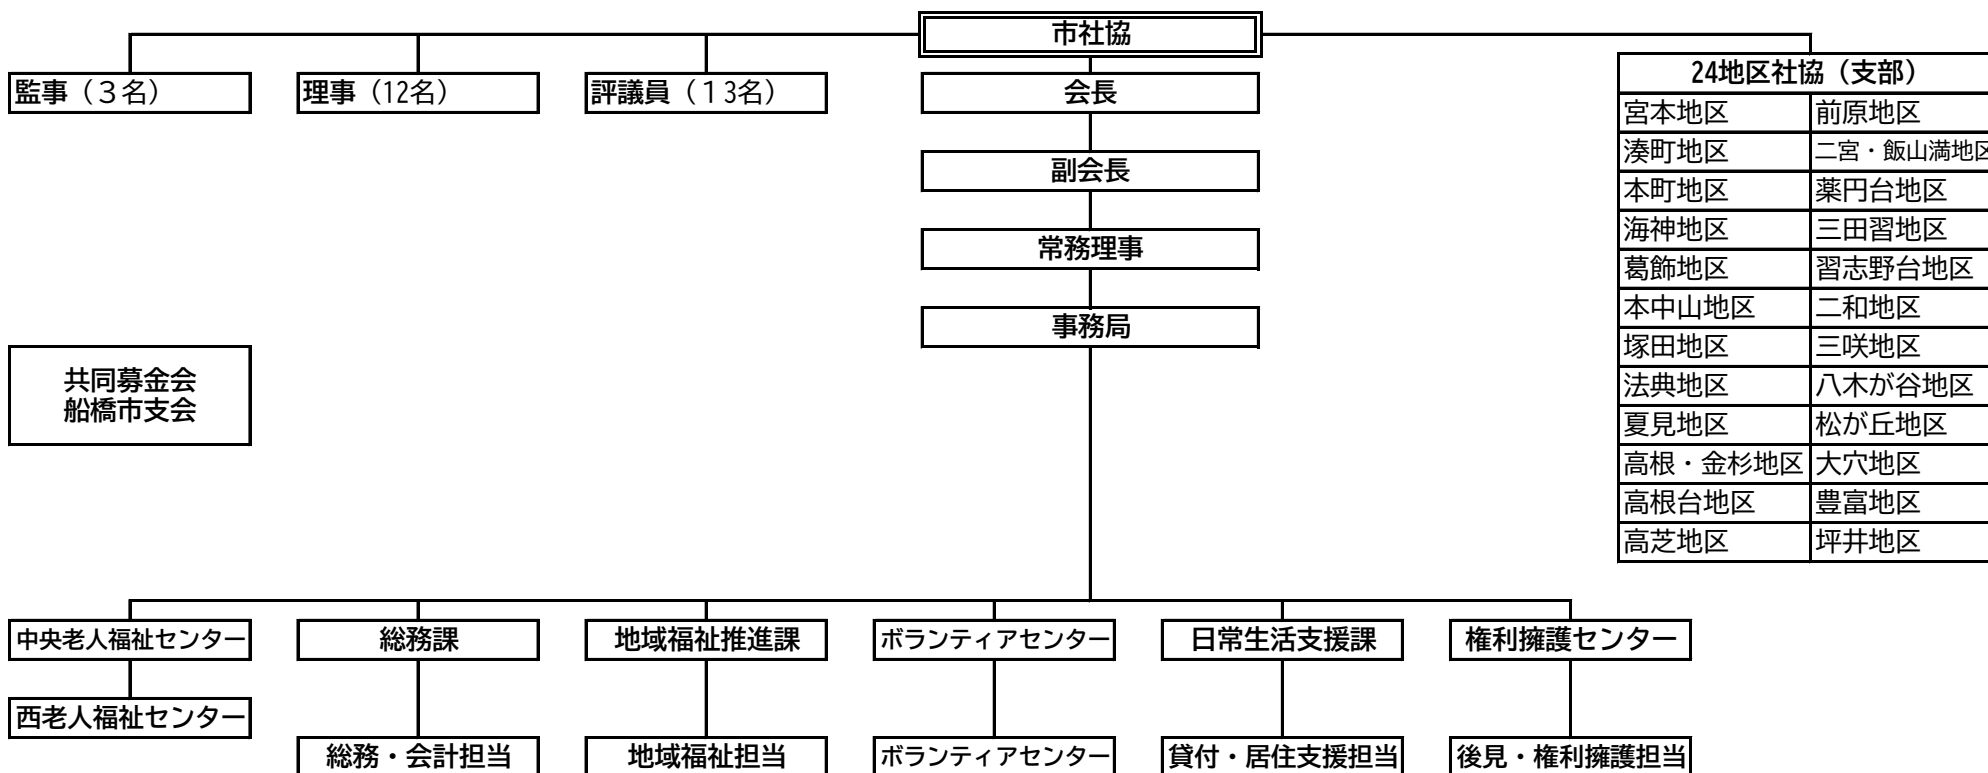 市社協
監事（３名）
理事（12名）
評議員（１3名）
会長
副会長
常務理事
事務局
共同募金会
船橋市支会
24地区社協（支部）
宮本地区 前原地区
湊町地区 二宮・飯山満地区
本町地区 薬円台地区
海神地区 三田習地区
葛飾地区 習志野台地区
本中山地区 二和地区
塚田地区 三咲地区
法典地区 八木が谷地区
夏見地区 松が丘地区
高根・金杉地区 大穴地区
高根台地区 豊富地区
高芝地区 坪井地区
中央老人福祉センター
総務課
地域福祉推進課
ボランティアセンター
日常生活支援課
権利擁護センター
西老人福祉センター
総務・会計担当
地域福祉担当
ボランティアセンター
貸付・居住支援担当
後見・権利擁護担当